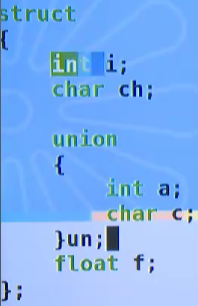 struct
{
int i;
char ch;
union
{
int a;
char c;
}un;
float f;
};